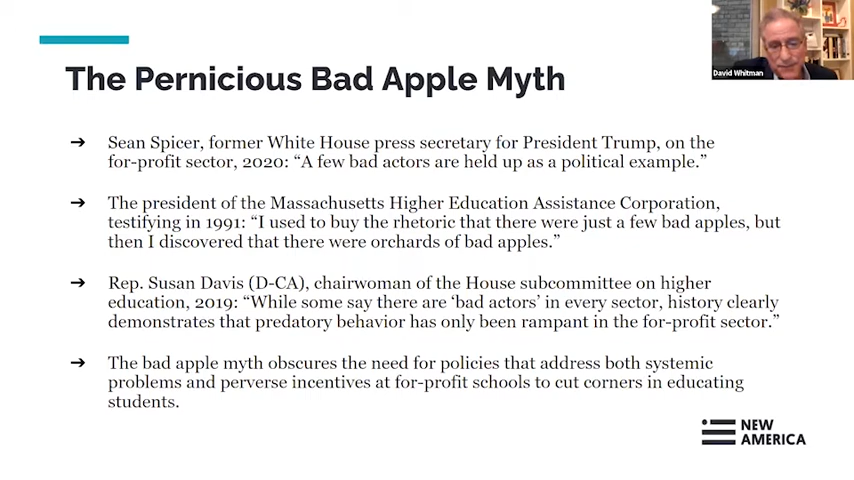 The Pernicious Bad Apple Myth
David Whitman
➔ Sean Spicer, former White House press secretary for President Trump, on the
for-profit sector, 2020: “A few bad actors are held up as a political example.”
➔ The president of the Massachusetts Higher Education Assistance Corporation,
testifying in 1991: “I used to buy the rhetoric that there were just a few bad apples, but
then I discovered that there were orchards of bad apples.”
➔ Rep. Susan Davis (D-CA), chairwoman of the House subcommittee on higher
education, 2019: “While some say there are ‘bad actors’ in every sector, history clearly
demonstrates that predatory behavior has only been rampant in the for-profit sector.”
➔ The bad apple myth obscures the need for policies that address both systemic
problems and perverse incentives at for-profit schools to cut corners in educating
students.
NEW
AMERICA